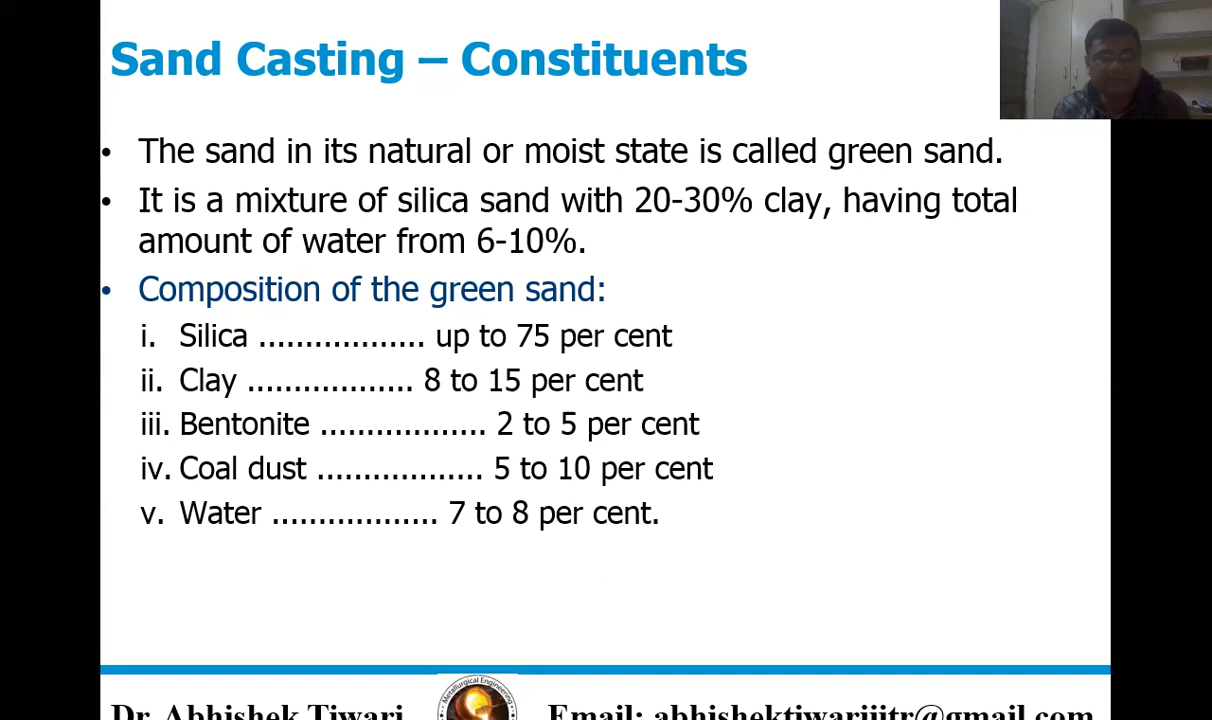 Sand Casting – Constituents
• The sand in its natural or moist state is called green sand.
• It is a mixture of silica sand with 20-30% clay, having total
amount of water from 6-10%.
• Composition of the green sand:
i. Silica .................. up to 75 per cent
ii. Clay .................. 8 to 15 per cent
iii. Bentonite .................. 2 to 5 per cent
iv. Coal dust .................. 5 to 10 per cent
v. Water .................. 7 to 8 per cent.
Metallurgical Engineering
Dr. Abhishek Tiwari
Email: abhishektiwariiitr@gmail.com